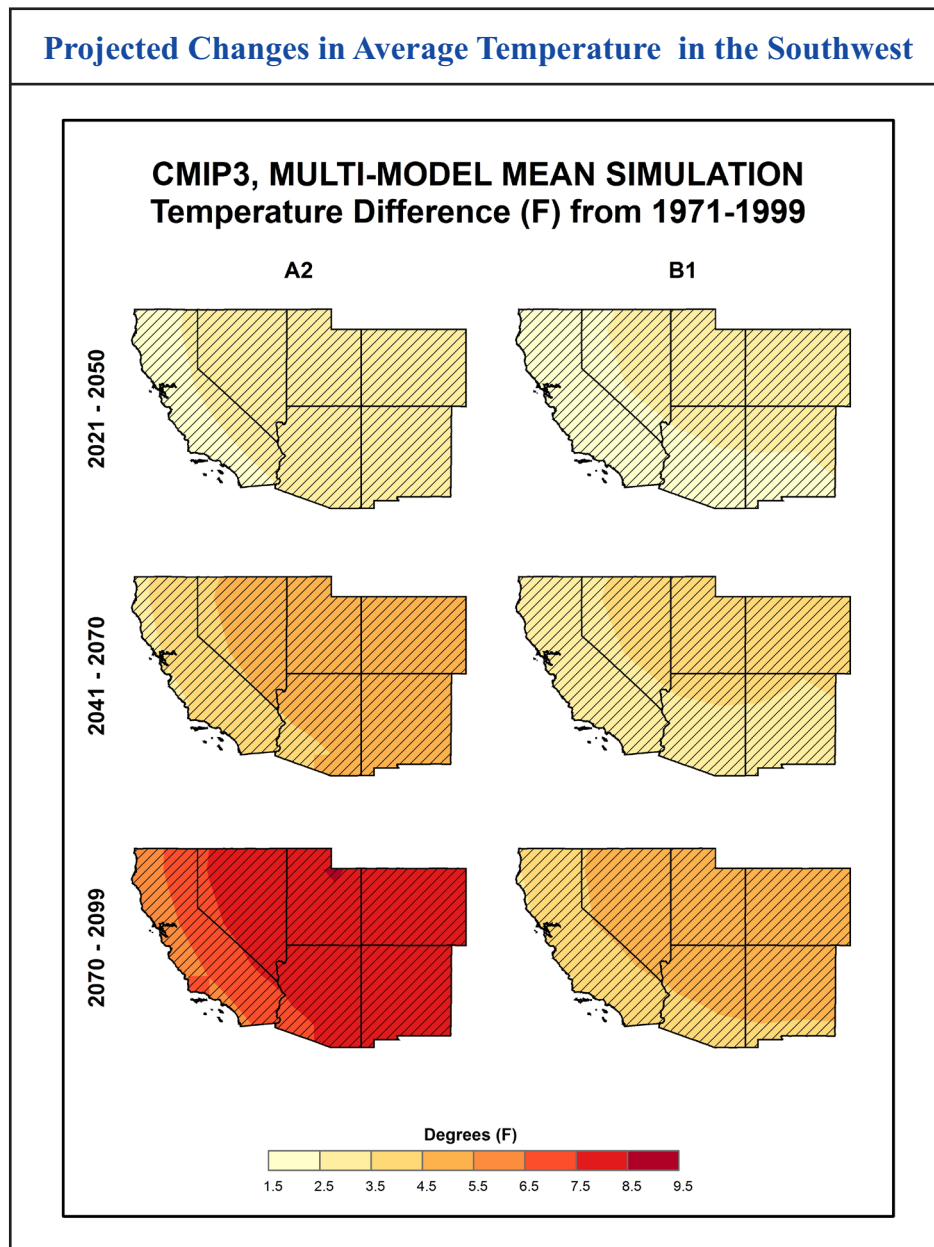 Projected Changes in Average Temperature in the Southwest
CMIP3, MULTI-MODEL MEAN SIMULATION
Temperature Difference (F) from 1971-1999
A2
B1
2021 - 2050
2041 - 2070
2070 - 2099
Degrees (F)
1.5 2.5 3.5 4.5 5.5 6.5 7.5 8.5 9.5